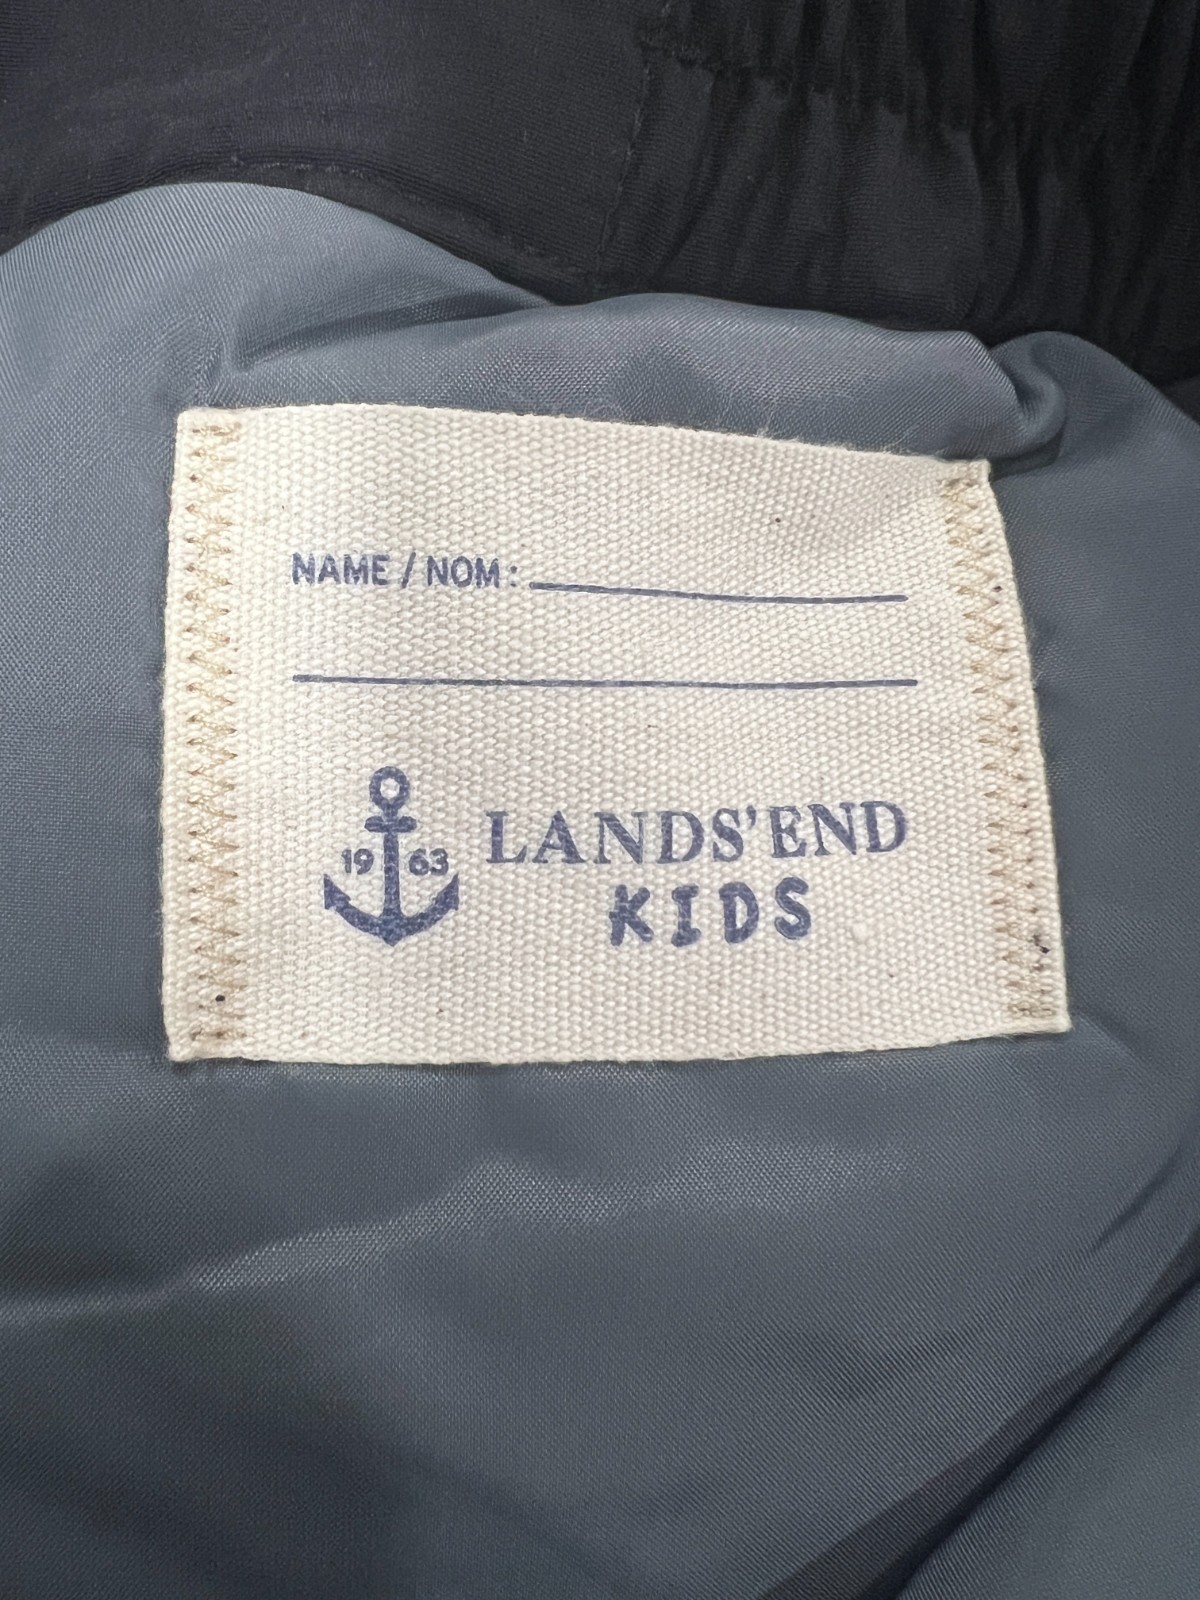 NAME / NOM:
19 63
LANDS' END
KIDS